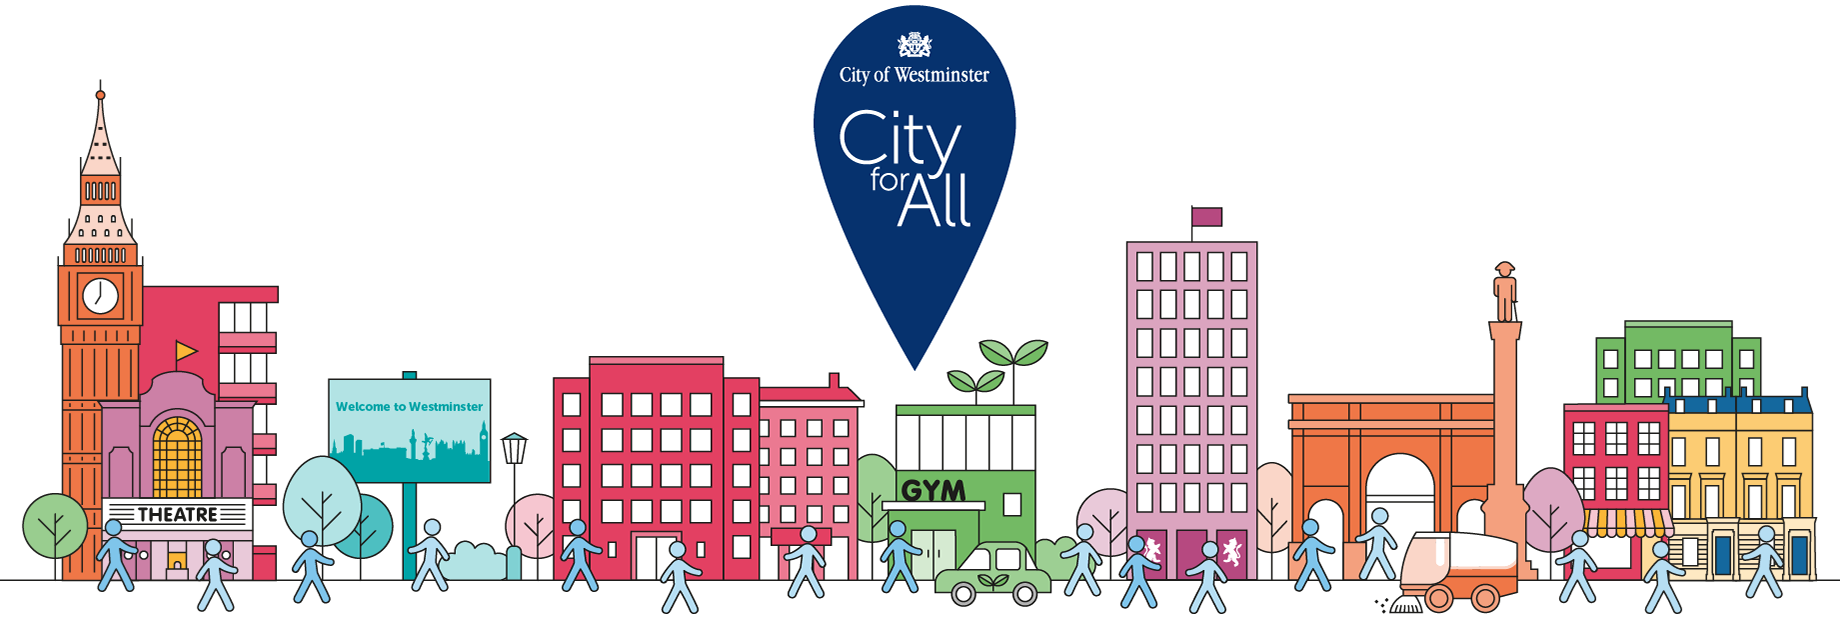 City of Westminster
City
for
All
Welcome to Westminster
GYM
THEATRE